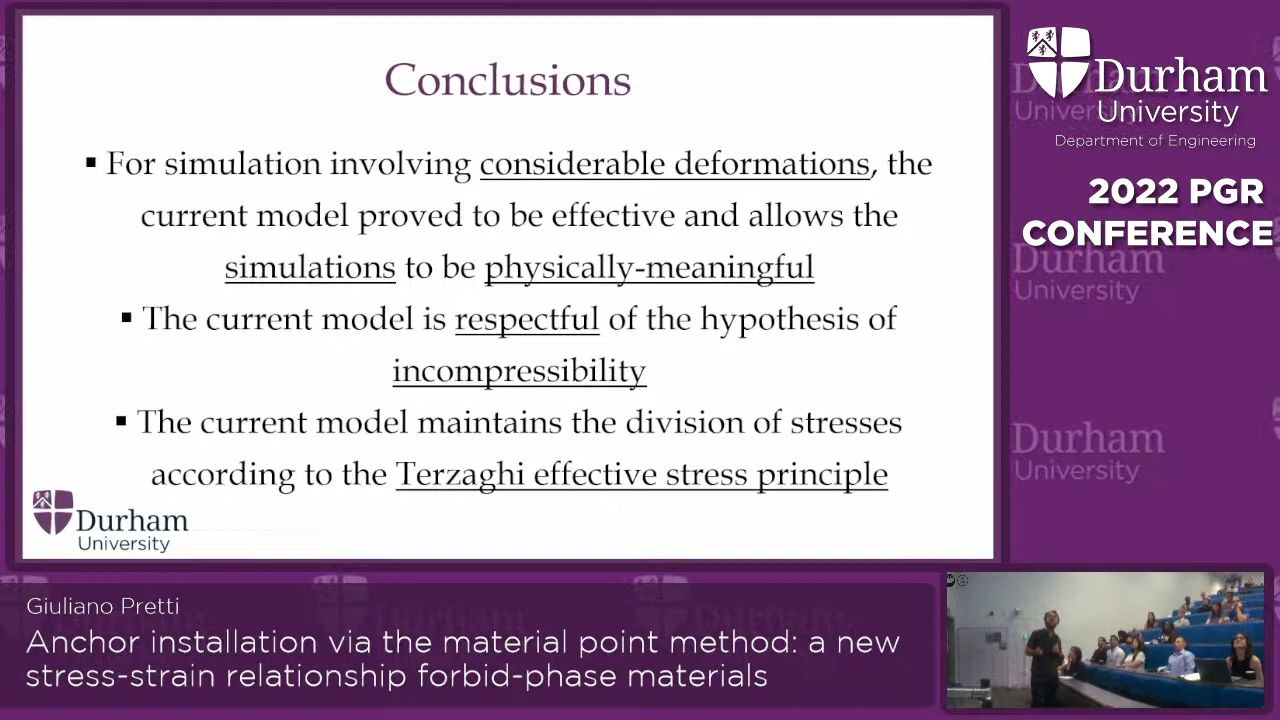 Conclusions
▪ For simulation involving considerable deformations, the
current model proved to be effective and allows the
simulations to be physically-meaningful
▪ The current model is respectful of the hypothesis of
incompressibility
▪ The current model maintains the division of stresses
according to the Terzaghi effective stress principle
Durham
University
Durham
University
Department of Engineering
2022 PGR
CONFERENCE
Durham
University
Durham
University
Giuliano Pretti
Anchor installation via the material point method: a new
stress-strain relationship forbid-phase materials